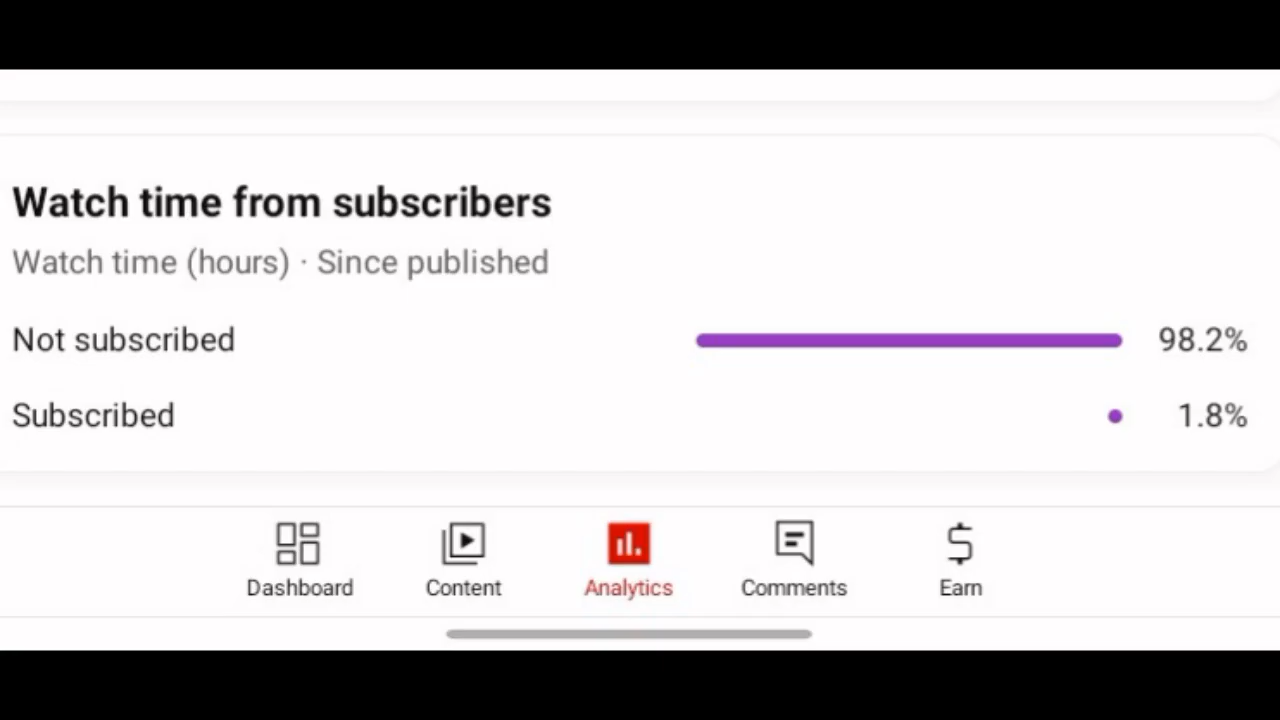 Watch time from subscribers
Watch time (hours) · Since published
Not subscribed 98.2%
Subscribed 1.8%
Dashboard Content Analytics Comments Earn